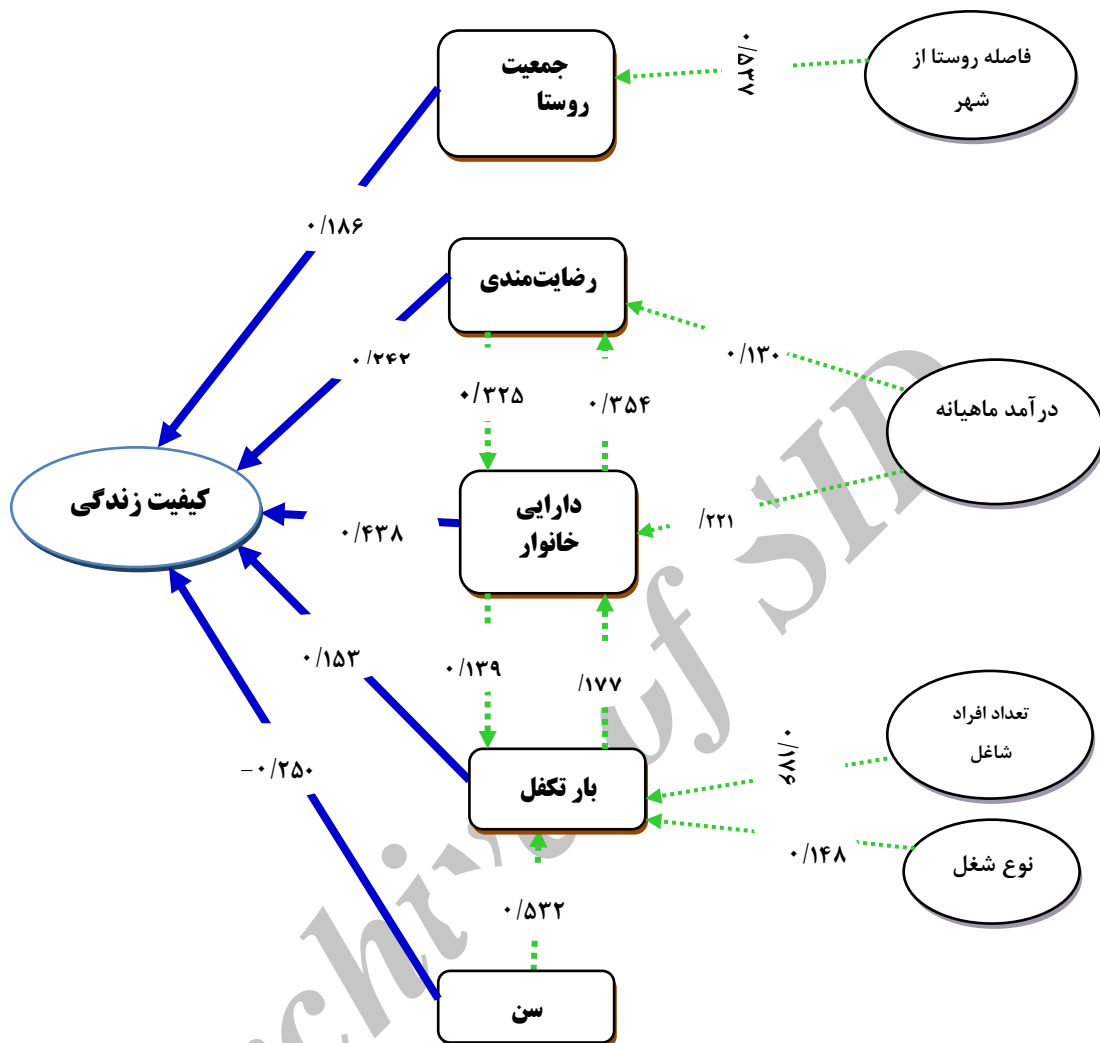 فاصله روستا از
شهر
۰/۵۳۷
جمعیت
روستا
۰/۱۸۶
رضایت‌مندی
۰/۲۴۲
۰/۱۳۰
۰/۳۲۵
۰/۳۵۴
درآمد ماهیانه
کیفیت زندگی
دارایی
خانوار
۰/۴۳۸
/۲۲۱
۰/۱۵۳
۰/۱۳۹
/۱۷۷
تعداد افراد
شاغل
۰/۱۷۶
بار تکفل
–۰/۲۵۰
۰/۱۴۸
نوع شغل
۰/۵۳۲
سن